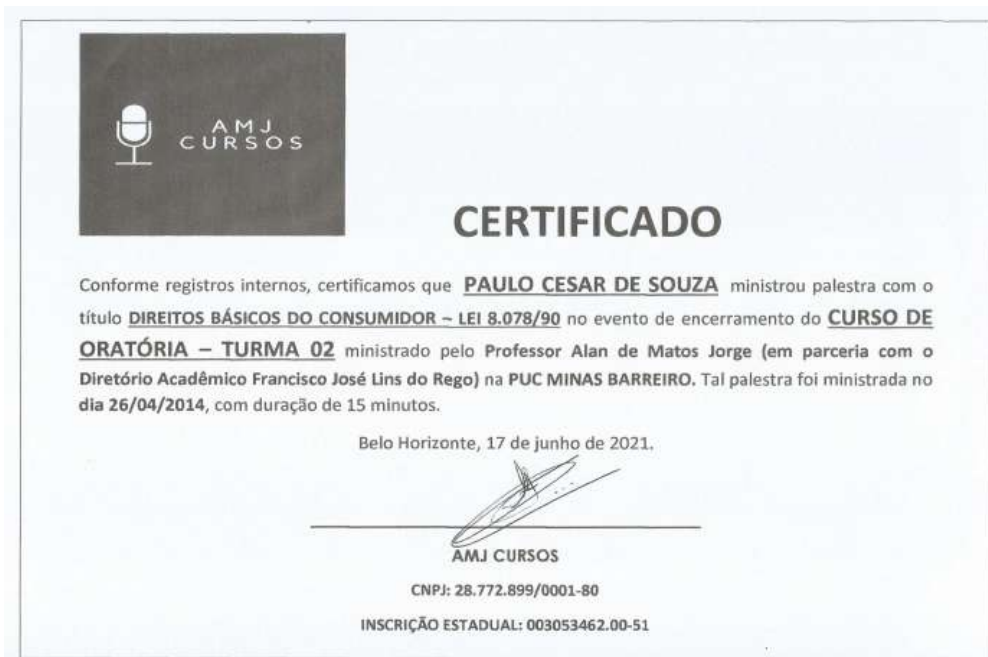 AMJ
CURSOS
CERTIFICADO
Conforme registros internos, certificamos que PAULO CESAR DE SOUZA ministrou palestra com o
título DIREITOS BÁSICOS DO CONSUMIDOR – LEI 8.078/90 no evento de encerramento do CURSO DE
ORATÓRIA – TURMA 02 ministrado pelo Professor Alan de Matos Jorge (em parceria com o
Diretório Acadêmico Francisco José Lins do Rego) na PUC MINAS BARREIRO. Tal palestra foi ministrada no
dia 26/04/2014, com duração de 15 minutos.
Belo Horizonte, 17 de junho de 2021.
AMJ CURSOS
CNPJ: 28.772.899/0001-80
INSCRIÇÃO ESTADUAL: 003053462.00-51